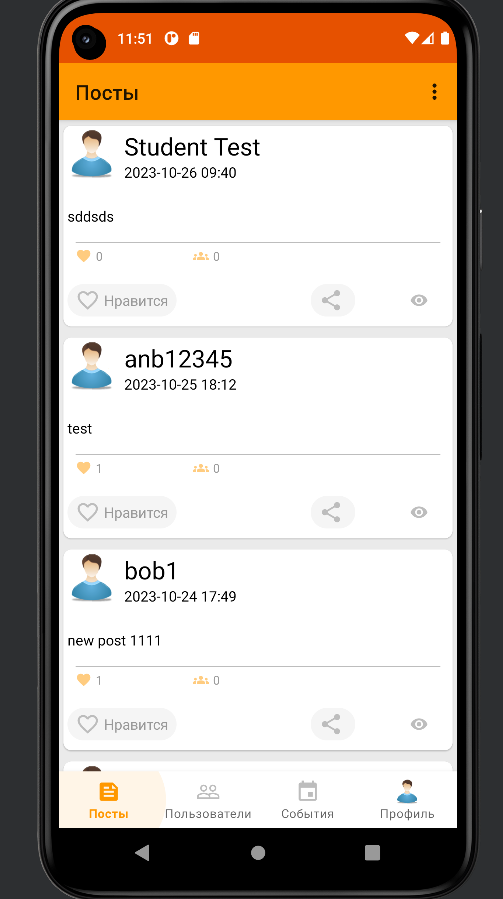 11:51
Посты
Student Test
2023-10-26 09:40
sddsds
0 0
Нравится
anb12345
2023-10-25 18:12
test
1 0
Нравится
bob1
2023-10-24 17:49
new post 1111
1 0
Нравится
Посты Пользователи События Профиль